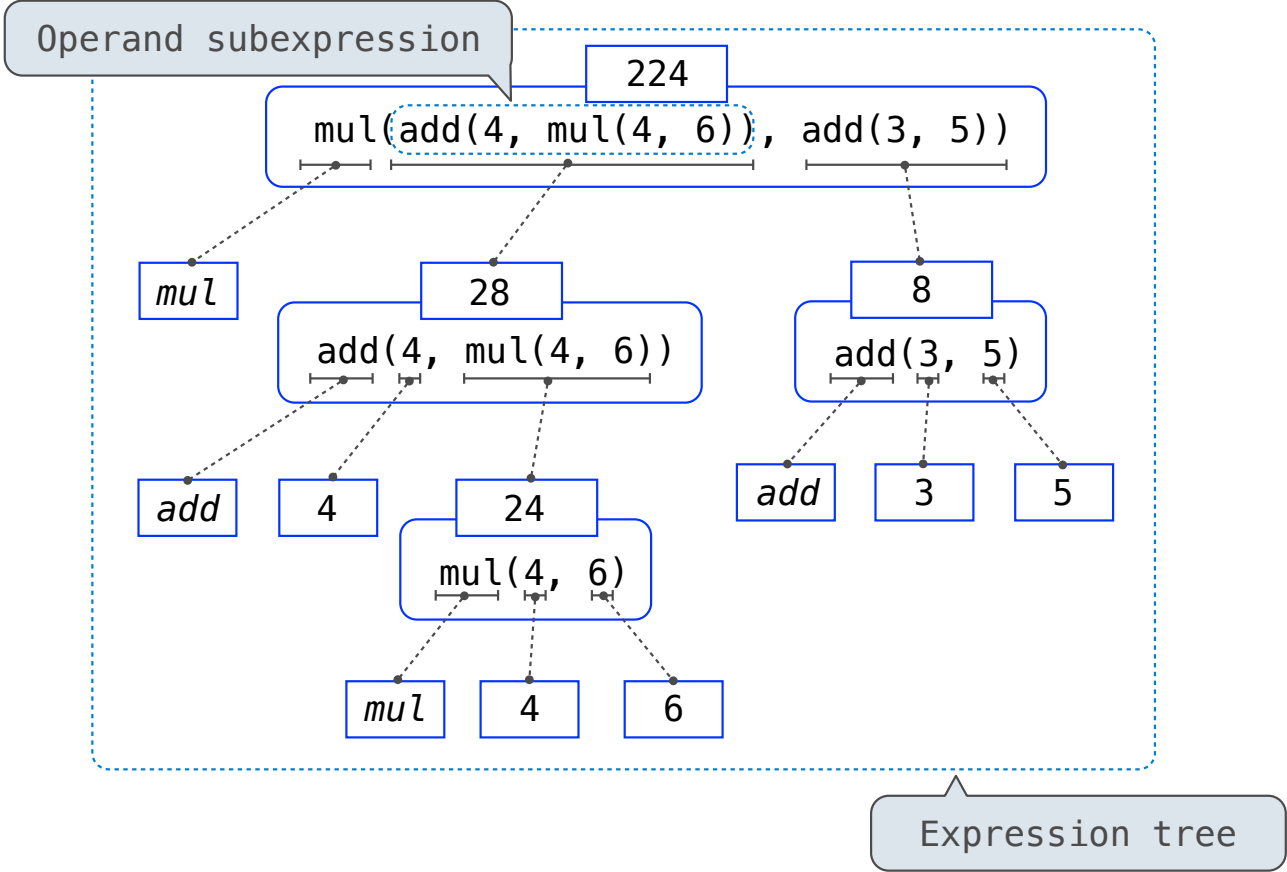 Operand subexpression
224
mul(add(4, mul(4, 6)), add(3, 5))
mul
28
8
add(4, mul(4, 6))
add(3, 5)
add
4
24
add
3
5
mul(4, 6)
mul
4
6
Expression tree